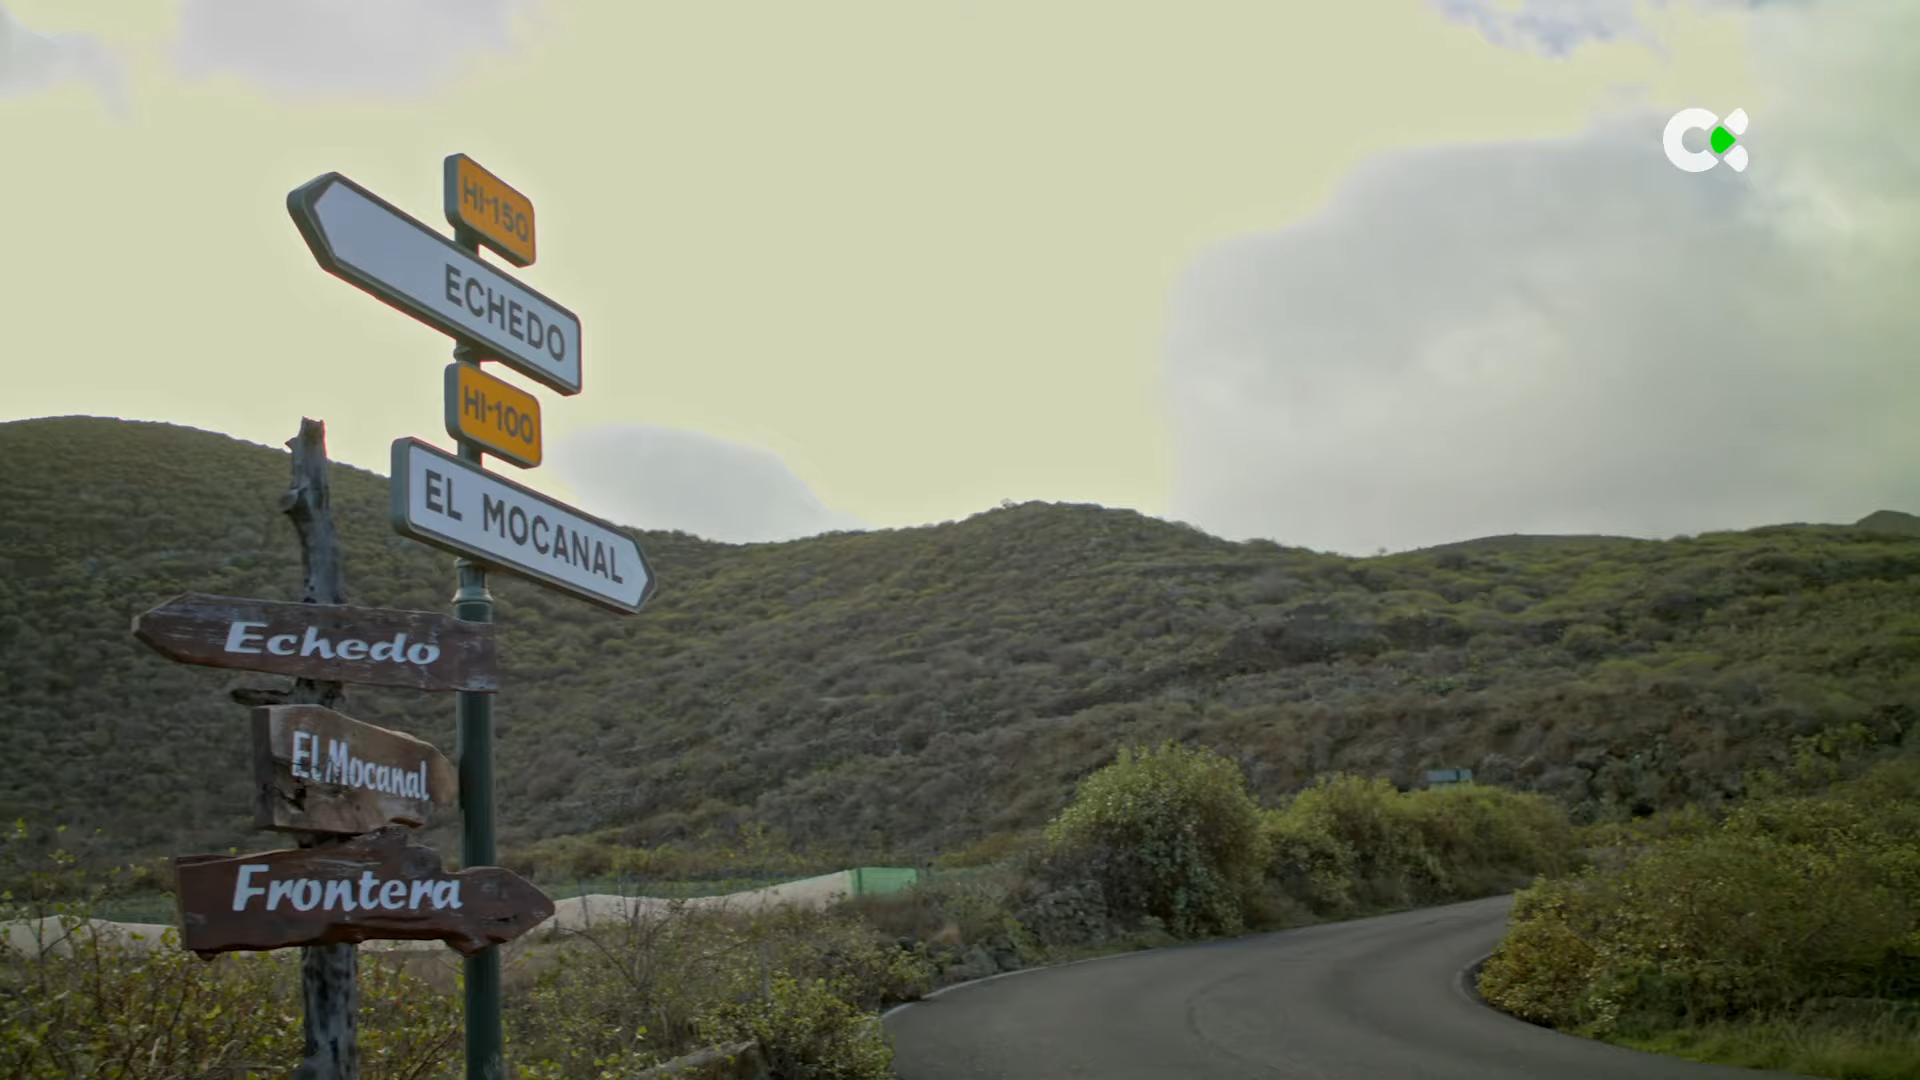 HI-150
ECHEDO
HI-100
EL MOCANAL
Echedo
El Mocanal
Frontera